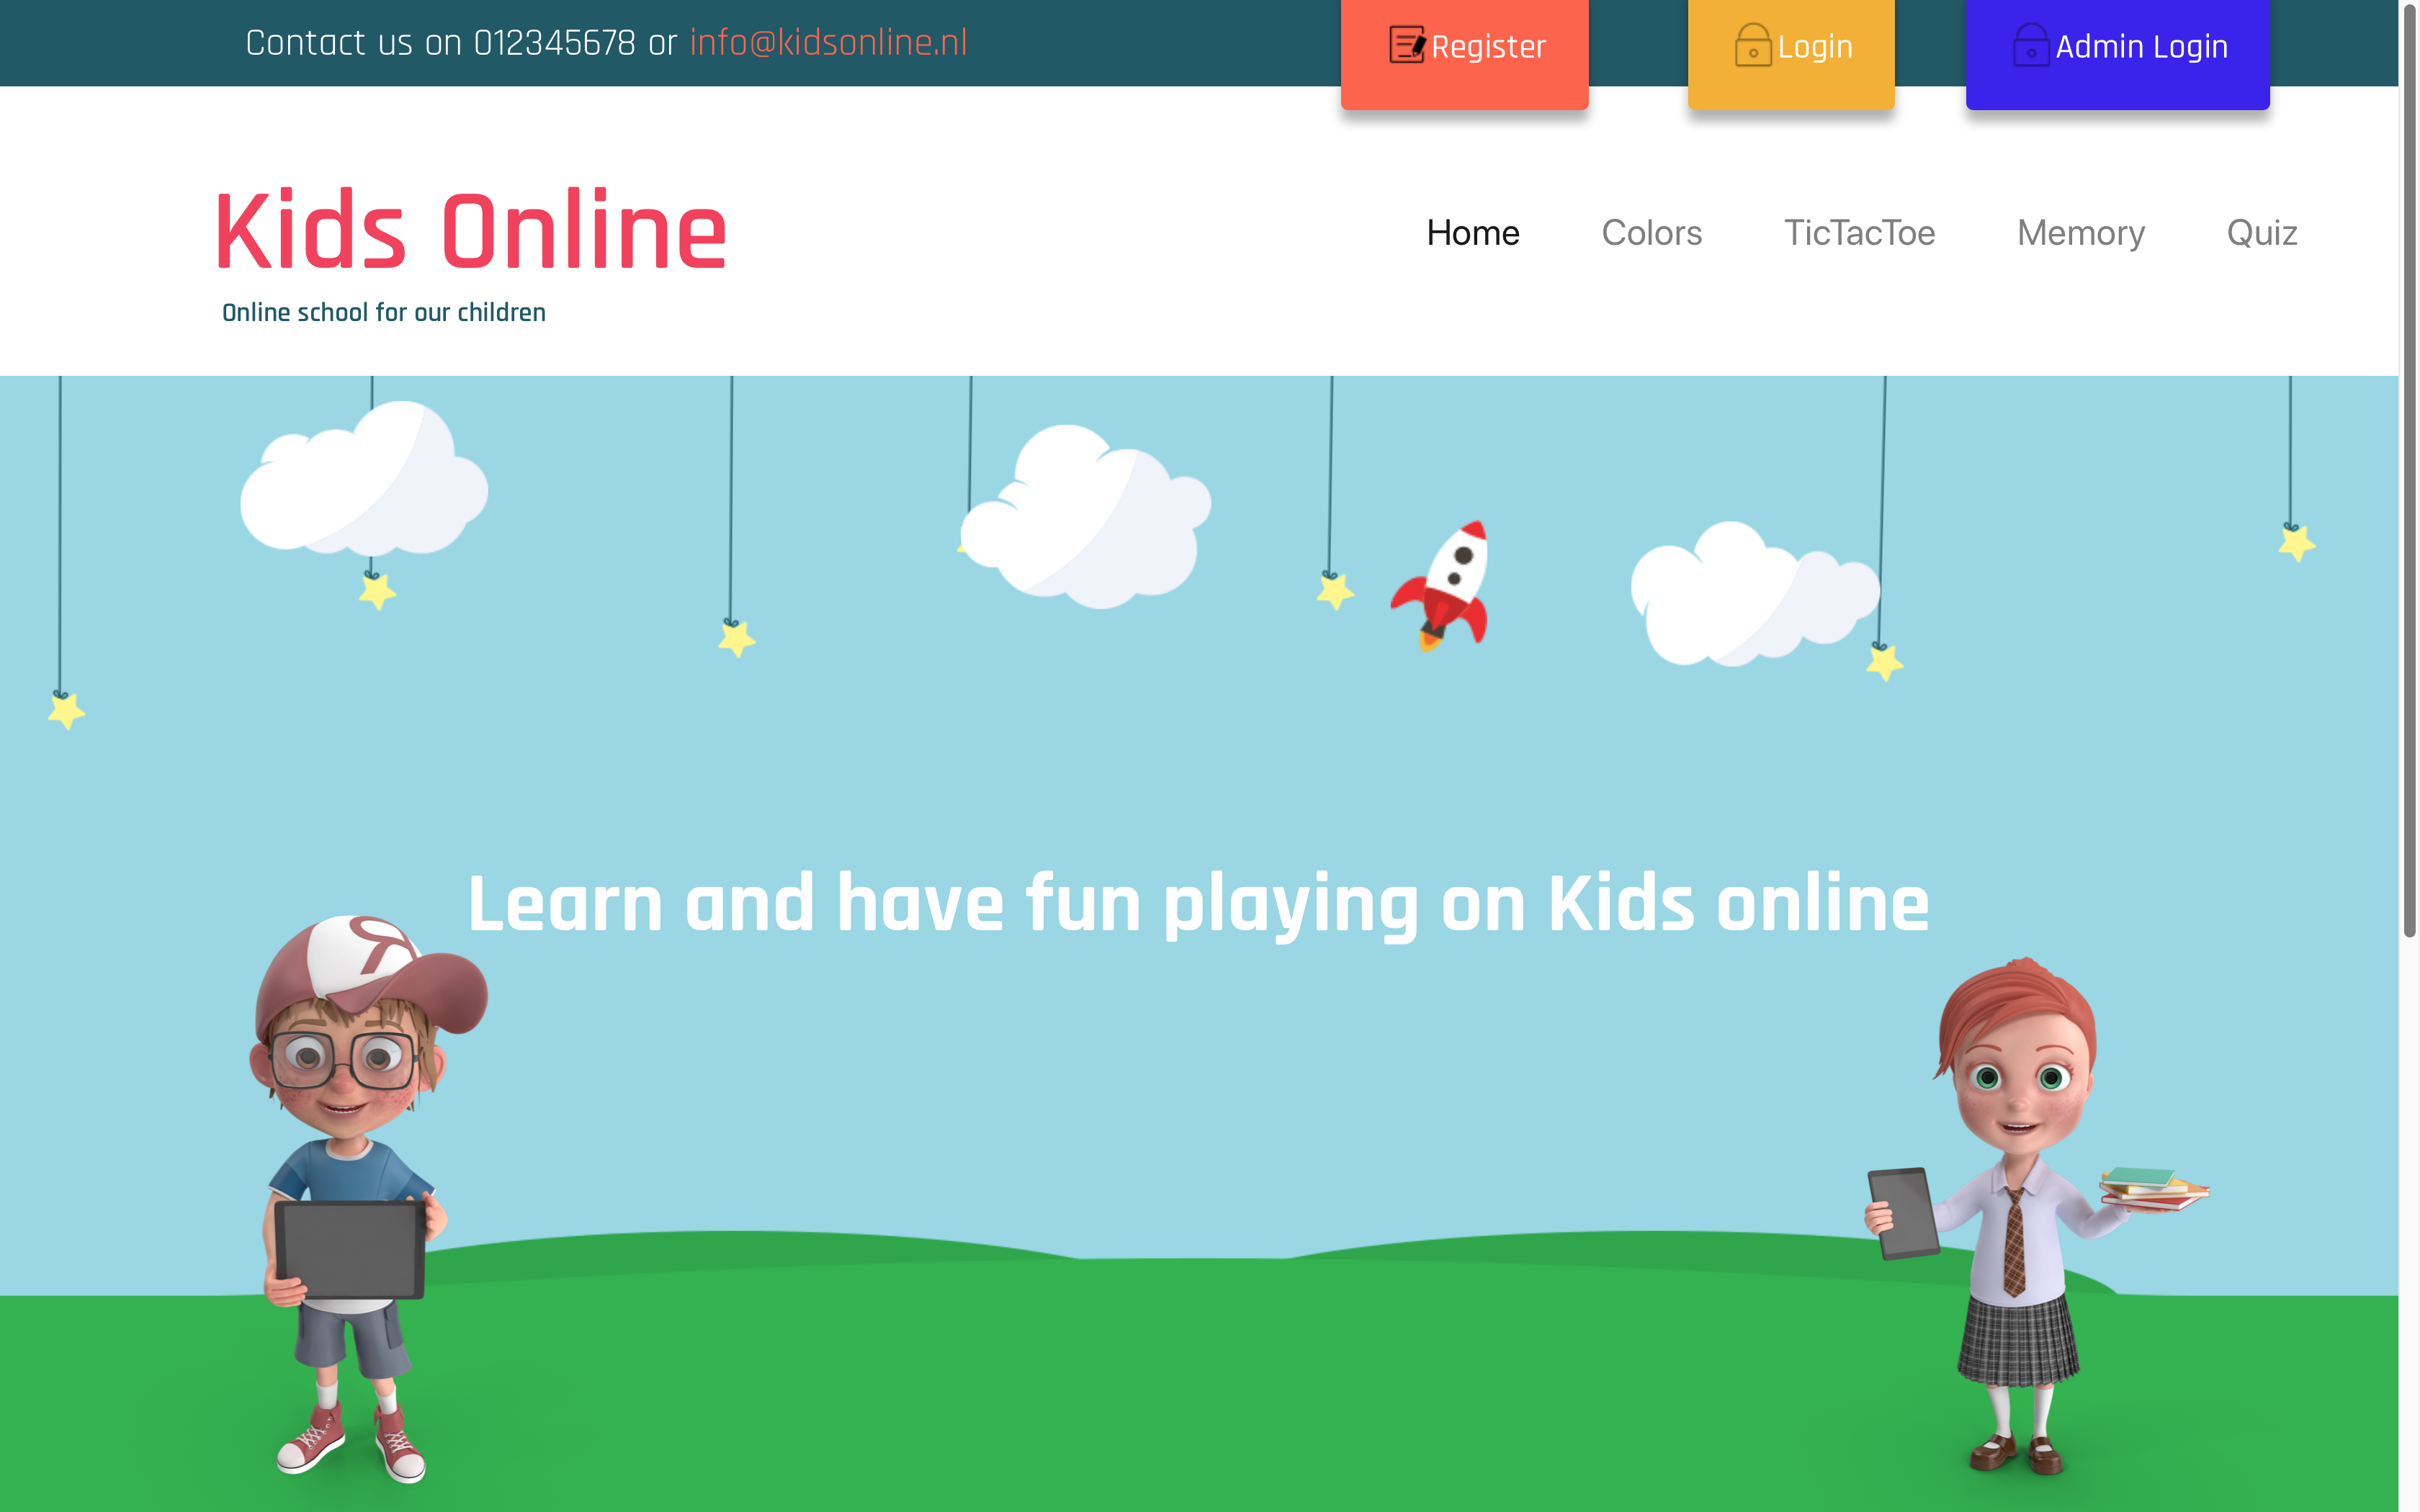 Contact us on 012345678 or info@kidsonline.nl
Register
Login
Admin Login
Kids Online
Online school for our children
Home
Colors
TicTacToe
Memory
Quiz
Learn and have fun playing on Kids online